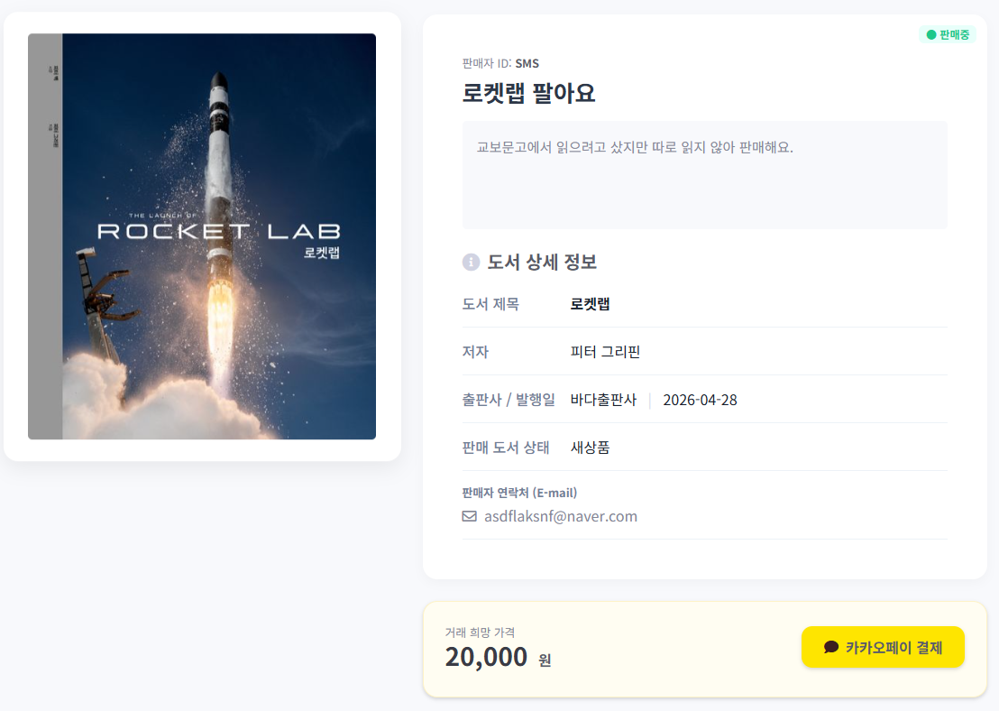 THE LAUNCH OF
ROCKET LAB
로켓랩
판매중
판매자 ID: SMS
로켓랩 팔아요
교보문고에서 읽으려고 샀지만 따로 읽지 않아 판매해요.
도서 상세 정보
도서 제목 로켓랩
저자 피터 그리핀
출판사 / 발행일 바다출판사 | 2026-04-28
판매 도서 상태 새상품
판매자 연락처 (E-mail)
asdflaksnf@naver.com
거래 희망 가격
20,000 원
카카오페이 결제